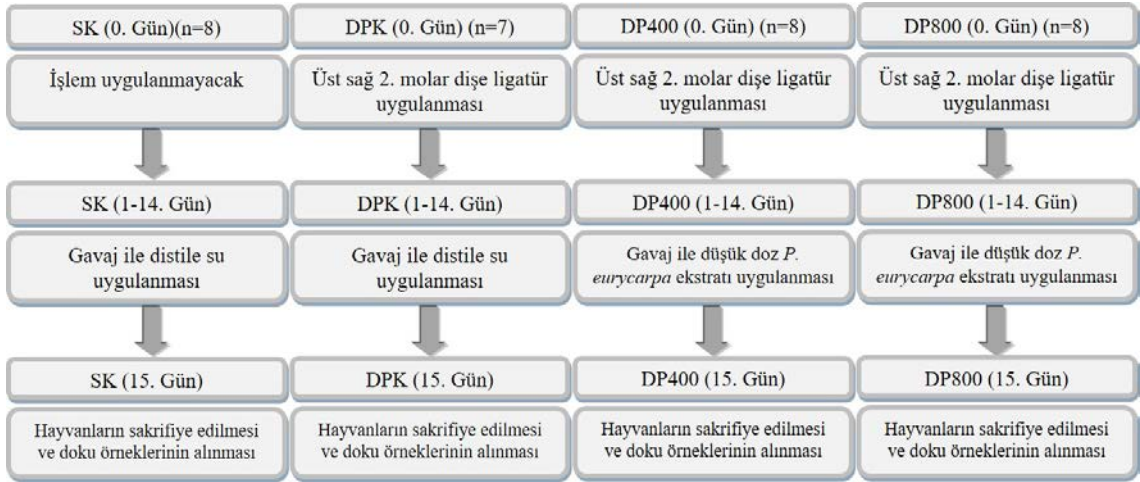 SK (0. Gün)(n=8)
DPK (0. Gün) (n=7)
DP400 (0. Gün) (n=8)
DP800 (0. Gün) (n=8)
İşlem uygulanmayacak
Üst sağ 2. molar dişe ligatür
uygulanması
Üst sağ 2. molar dişe ligatür
uygulanması
Üst sağ 2. molar dişe ligatür
uygulanması
SK (1-14. Gün)
DPK (1-14. Gün)
DP400 (1-14. Gün)
DP800 (1-14. Gün)
Gavaj ile distile su
uygulanması
Gavaj ile distile su
uygulanması
Gavaj ile düşük doz P.
eurycarpa ekstratı uygulanması
Gavaj ile düşük doz P.
eurycarpa ekstratı uygulanması
SK (15. Gün)
DPK (15. Gün)
DP400 (15. Gün)
DP800 (15. Gün)
Hayvanların sakrifiye edilmesi
ve doku örneklerinin alınması
Hayvanların sakrifiye edilmesi
ve doku örneklerinin alınması
Hayvanların sakrifiye edilmesi
ve doku örneklerinin alınması
Hayvanların sakrifiye edilmesi
ve doku örneklerinin alınması